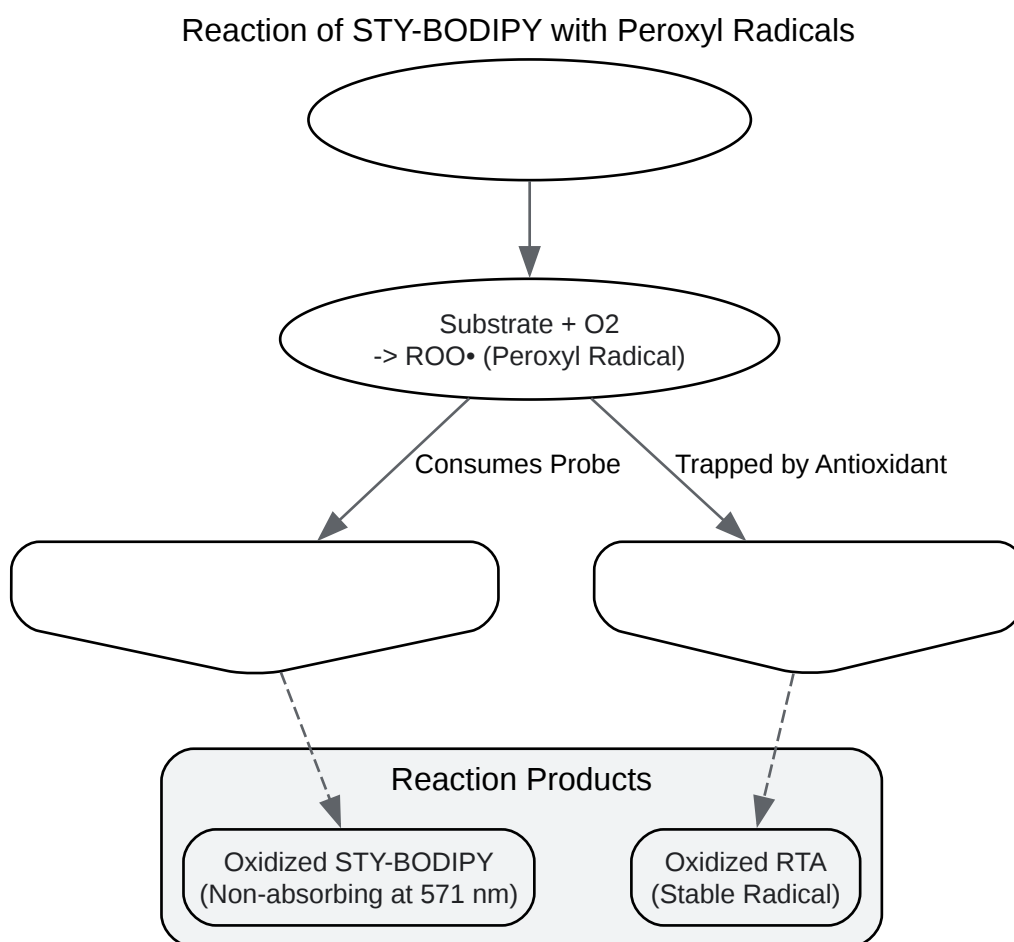 Reaction of STY-BODIPY with Peroxyl Radicals
Substrate + O2
-> ROO• (Peroxyl Radical)
Consumes Probe
Trapped by Antioxidant
Reaction Products
Oxidized STY-BODIPY
(Non-absorbing at 571 nm)
Oxidized RTA
(Stable Radical)